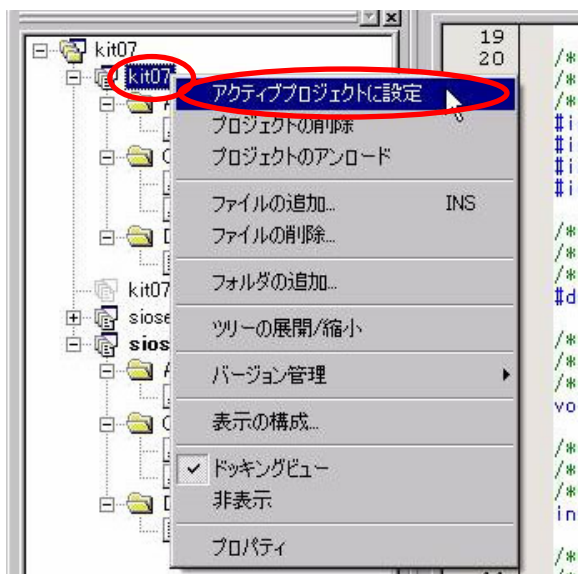 kit07
kit07
アクティブプロジェクトに設定
プロジェクトの削除
プロジェクトのアンロード
ファイルの追加... INS
ファイルの削除...
フォルダの追加...
ツリーの展開/縮小
バージョン管理
表示の構成...
ドッキングビュー
非表示
プロパティ
kit07
siose
sios
19
20
/*
/*
/*
#i
#i
#i
#i
/*
/*
/*
#d
/*
/*
/*
vo
/*
/*
/*
in
/*